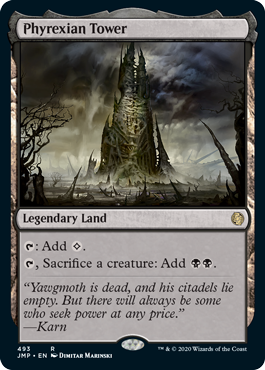 Phyrexian Tower
Legendary Land
: Add .
, Sacrifice a creature: Add .
“Yawgmoth is dead, and his citadels lie
empty. But there will always be some
who seek power at any price.”
—Karn
493 R
JMP • EN DIMITAR MARINSKI
™ & © 2020 Wizards of the Coast